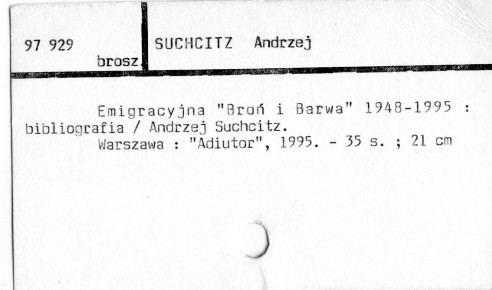 97 929
brosz. SUCHCITZ Andrzej
Emigracyjna "Broń i Barwa" 1948-1995 :
bibliografia / Andrzej Suchcitz.
Warszawa : "Adiutor", 1995. - 35 s. ; 21 cm